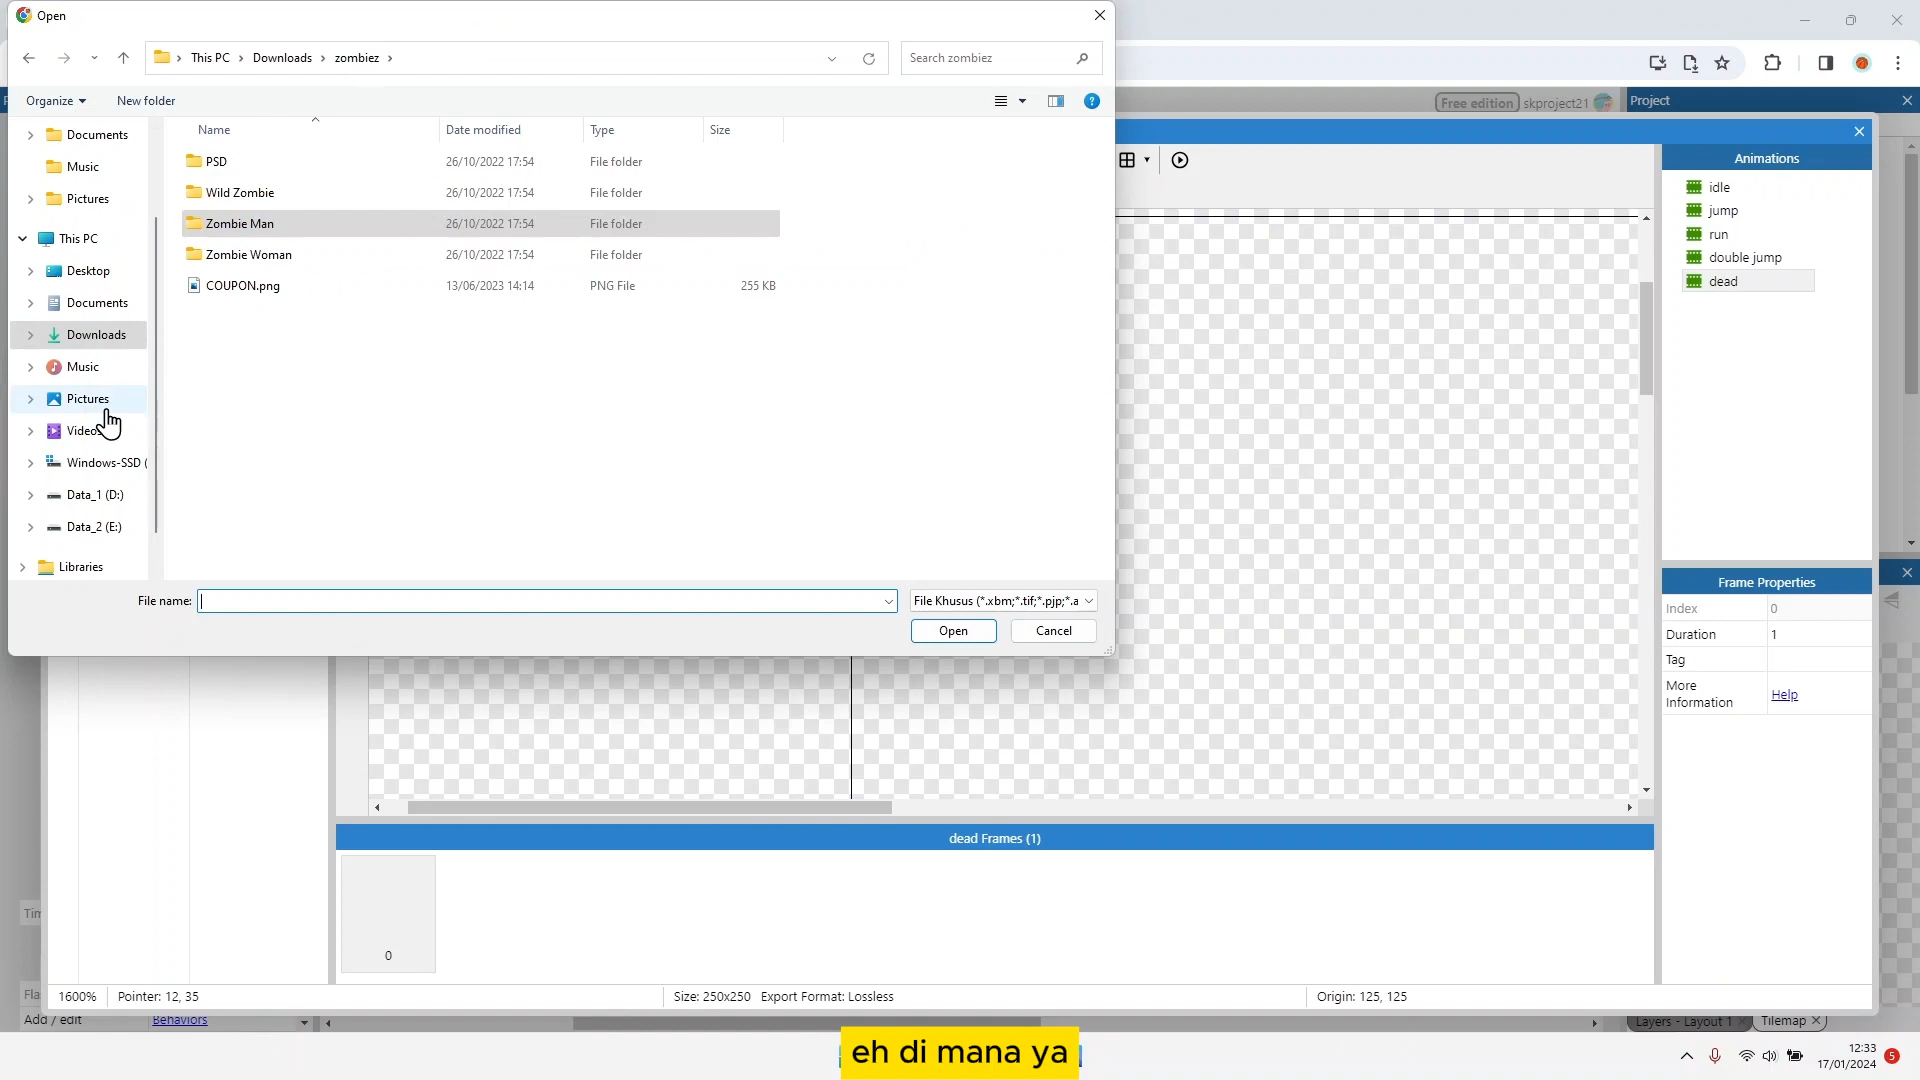 Open
This PC
Downloads
zombiez
Search zombiez
Organize
New folder
Free edition
skproject21
Project
Name
Date modified
Type
Size
Documents
Music
Pictures
This PC
Desktop
Documents
Downloads
Music
Pictures
Videos
Windows-SSD (
Data_1 (D:)
Data_2 (E:)
Libraries
PSD 26/10/2022 17:54 File folder
Wild Zombie 26/10/2022 17:54 File folder
Zombie Man 26/10/2022 17:54 File folder
Zombie Woman 26/10/2022 17:54 File folder
COUPON.png 13/06/2023 14:14 PNG File 255 KB
File name:
File Khusus (*.xbm;*.tif;*.pjp;*.a
Open
Cancel
Animations
idle
jump
run
double jump
dead
Frame Properties
Index 0
Duration 1
Tag
More
Information
Help
dead Frames (1)
0
1600%
Pointer: 12, 35
Size: 250x250 Export Format: Lossless
Origin: 125, 125
Add / edit
Behaviors
Layers - Layout 1
Tilemap
eh di mana ya
12:33
17/01/2024
5